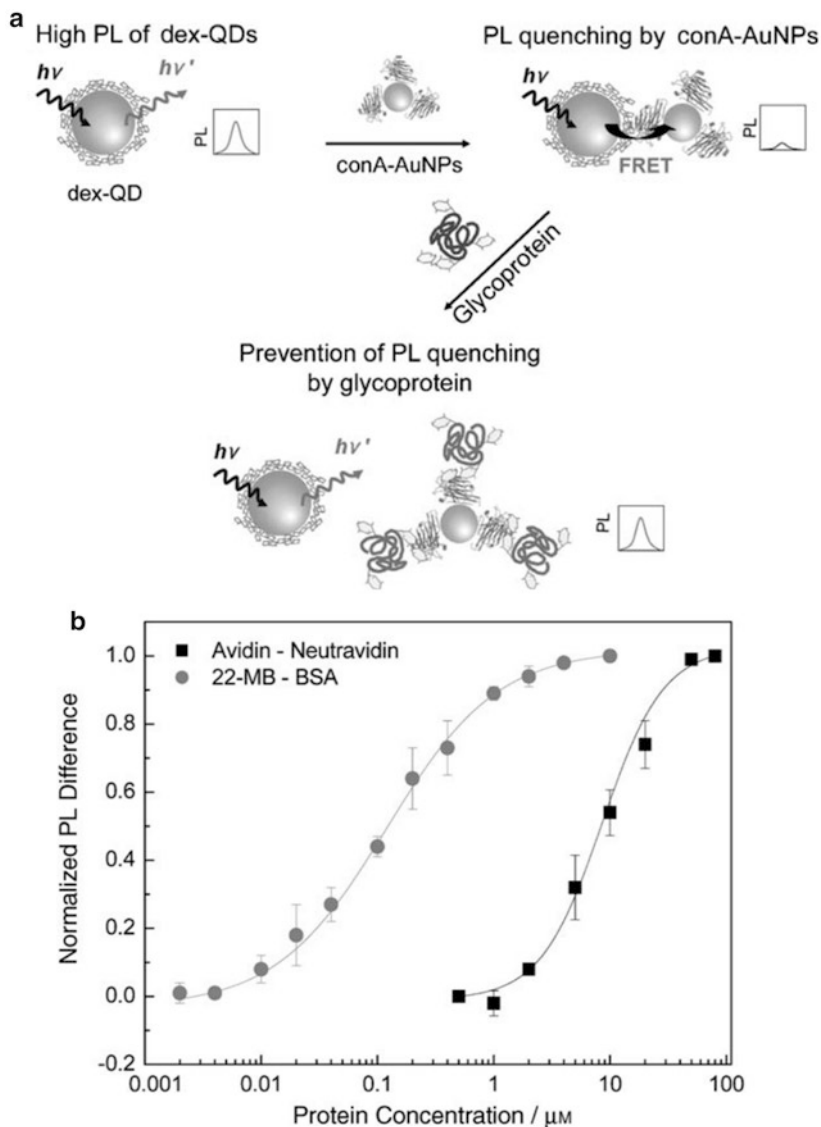 a
High PL of dex-QDs
hν
hν'
PL
dex-QD
conA-AuNPs
PL quenching by conA-AuNPs
hν
FRET
PL
Glycoprotein
Prevention of PL quenching
by glycoprotein
hν
hν'
PL
b
Avidin - Neutravidin
22-MB - BSA
Normalized PL Difference
1.0
0.8
0.6
0.4
0.2
0.0
-0.2
0.001
0.01
0.1
1
10
100
Protein Concentration / μM